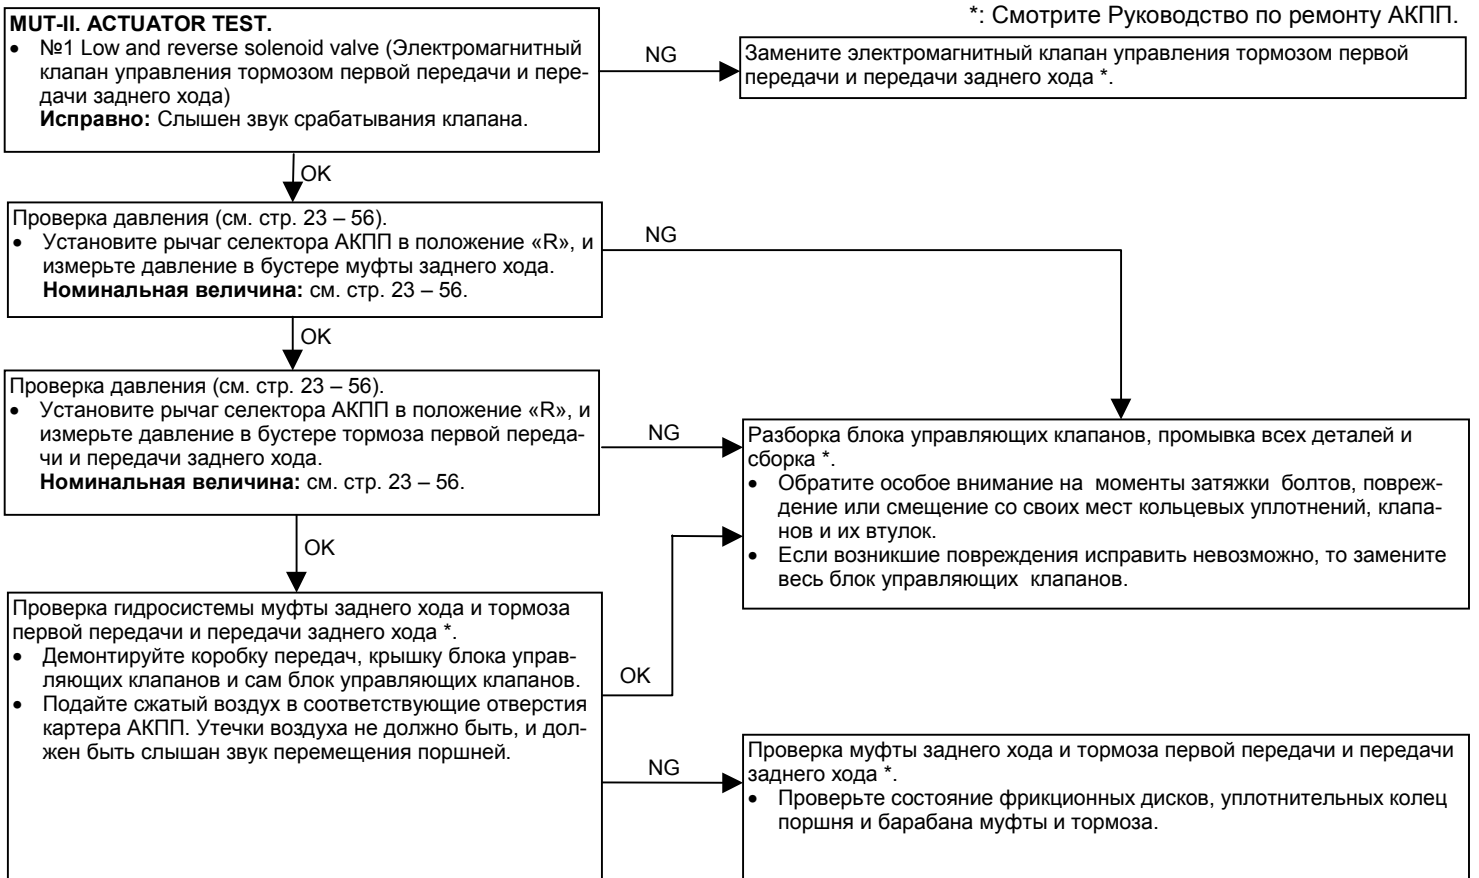 *: Смотрите Руководство по ремонту АКПП.
MUT-II. ACTUATOR TEST.
• №1 Low and reverse solenoid valve (Электромагнитный
клапан управления тормозом первой передачи и пере-
дачи заднего хода)
Исправно: Слышен звук срабатывания клапана.
NG
Замените электромагнитный клапан управления тормозом первой
передачи и передачи заднего хода *.
OK
Проверка давления (см. стр. 23 – 56).
• Установите рычаг селектора АКПП в положение «R», и
измерьте давление в бустере муфты заднего хода.
Номинальная величина: см. стр. 23 – 56.
NG
OK
Проверка давления (см. стр. 23 – 56).
• Установите рычаг селектора АКПП в положение «R», и
измерьте давление в бустере тормоза первой переда-
чи и передачи заднего хода.
Номинальная величина: см. стр. 23 – 56.
NG
Разборка блока управляющих клапанов, промывка всех деталей и
сборка *.
• Обратите особое внимание на моменты затяжки болтов, повреж-
дение или смещение со своих мест кольцевых уплотнений, клапа-
нов и их втулок.
• Если возникшие повреждения исправить невозможно, то замените
весь блок управляющих клапанов.
OK
Проверка гидросистемы муфты заднего хода и тормоза
первой передачи и передачи заднего хода *.
• Демонтируйте коробку передач, крышку блока управ-
ляющих клапанов и сам блок управляющих клапанов.
• Подайте сжатый воздух в соответствующие отверстия
картера АКПП. Утечки воздуха не должно быть, и дол-
жен быть слышан звук перемещения поршней.
OK
NG
Проверка муфты заднего хода и тормоза первой передачи и передачи
заднего хода *.
• Проверьте состояние фрикционных дисков, уплотнительных колец
поршня и барабана муфты и тормоза.